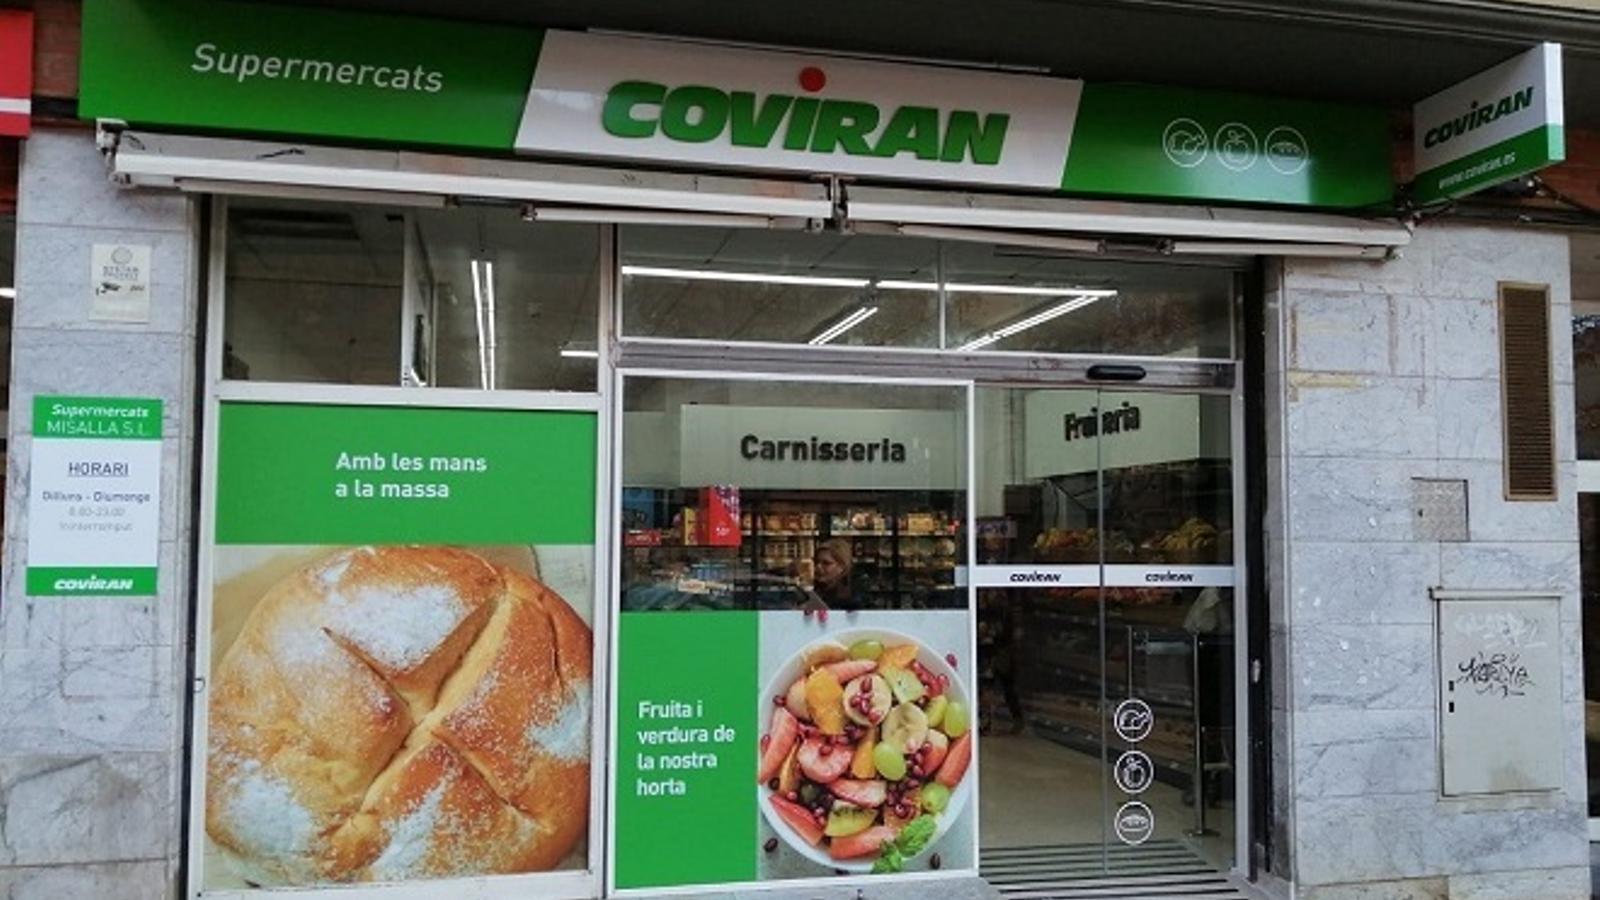 Supermercats
COVIRAN
COVIRAN
www.coviran.es
Supermercats
MISALLA S.L.
HORARI
Dilluns - Diumenge
Ininterromput
COVIRAN
Amb les mans
a la massa
Carnisseria
Fruiteria
COVIRAN
COVIRAN
Fruita i
verdura de
la nostra
horta